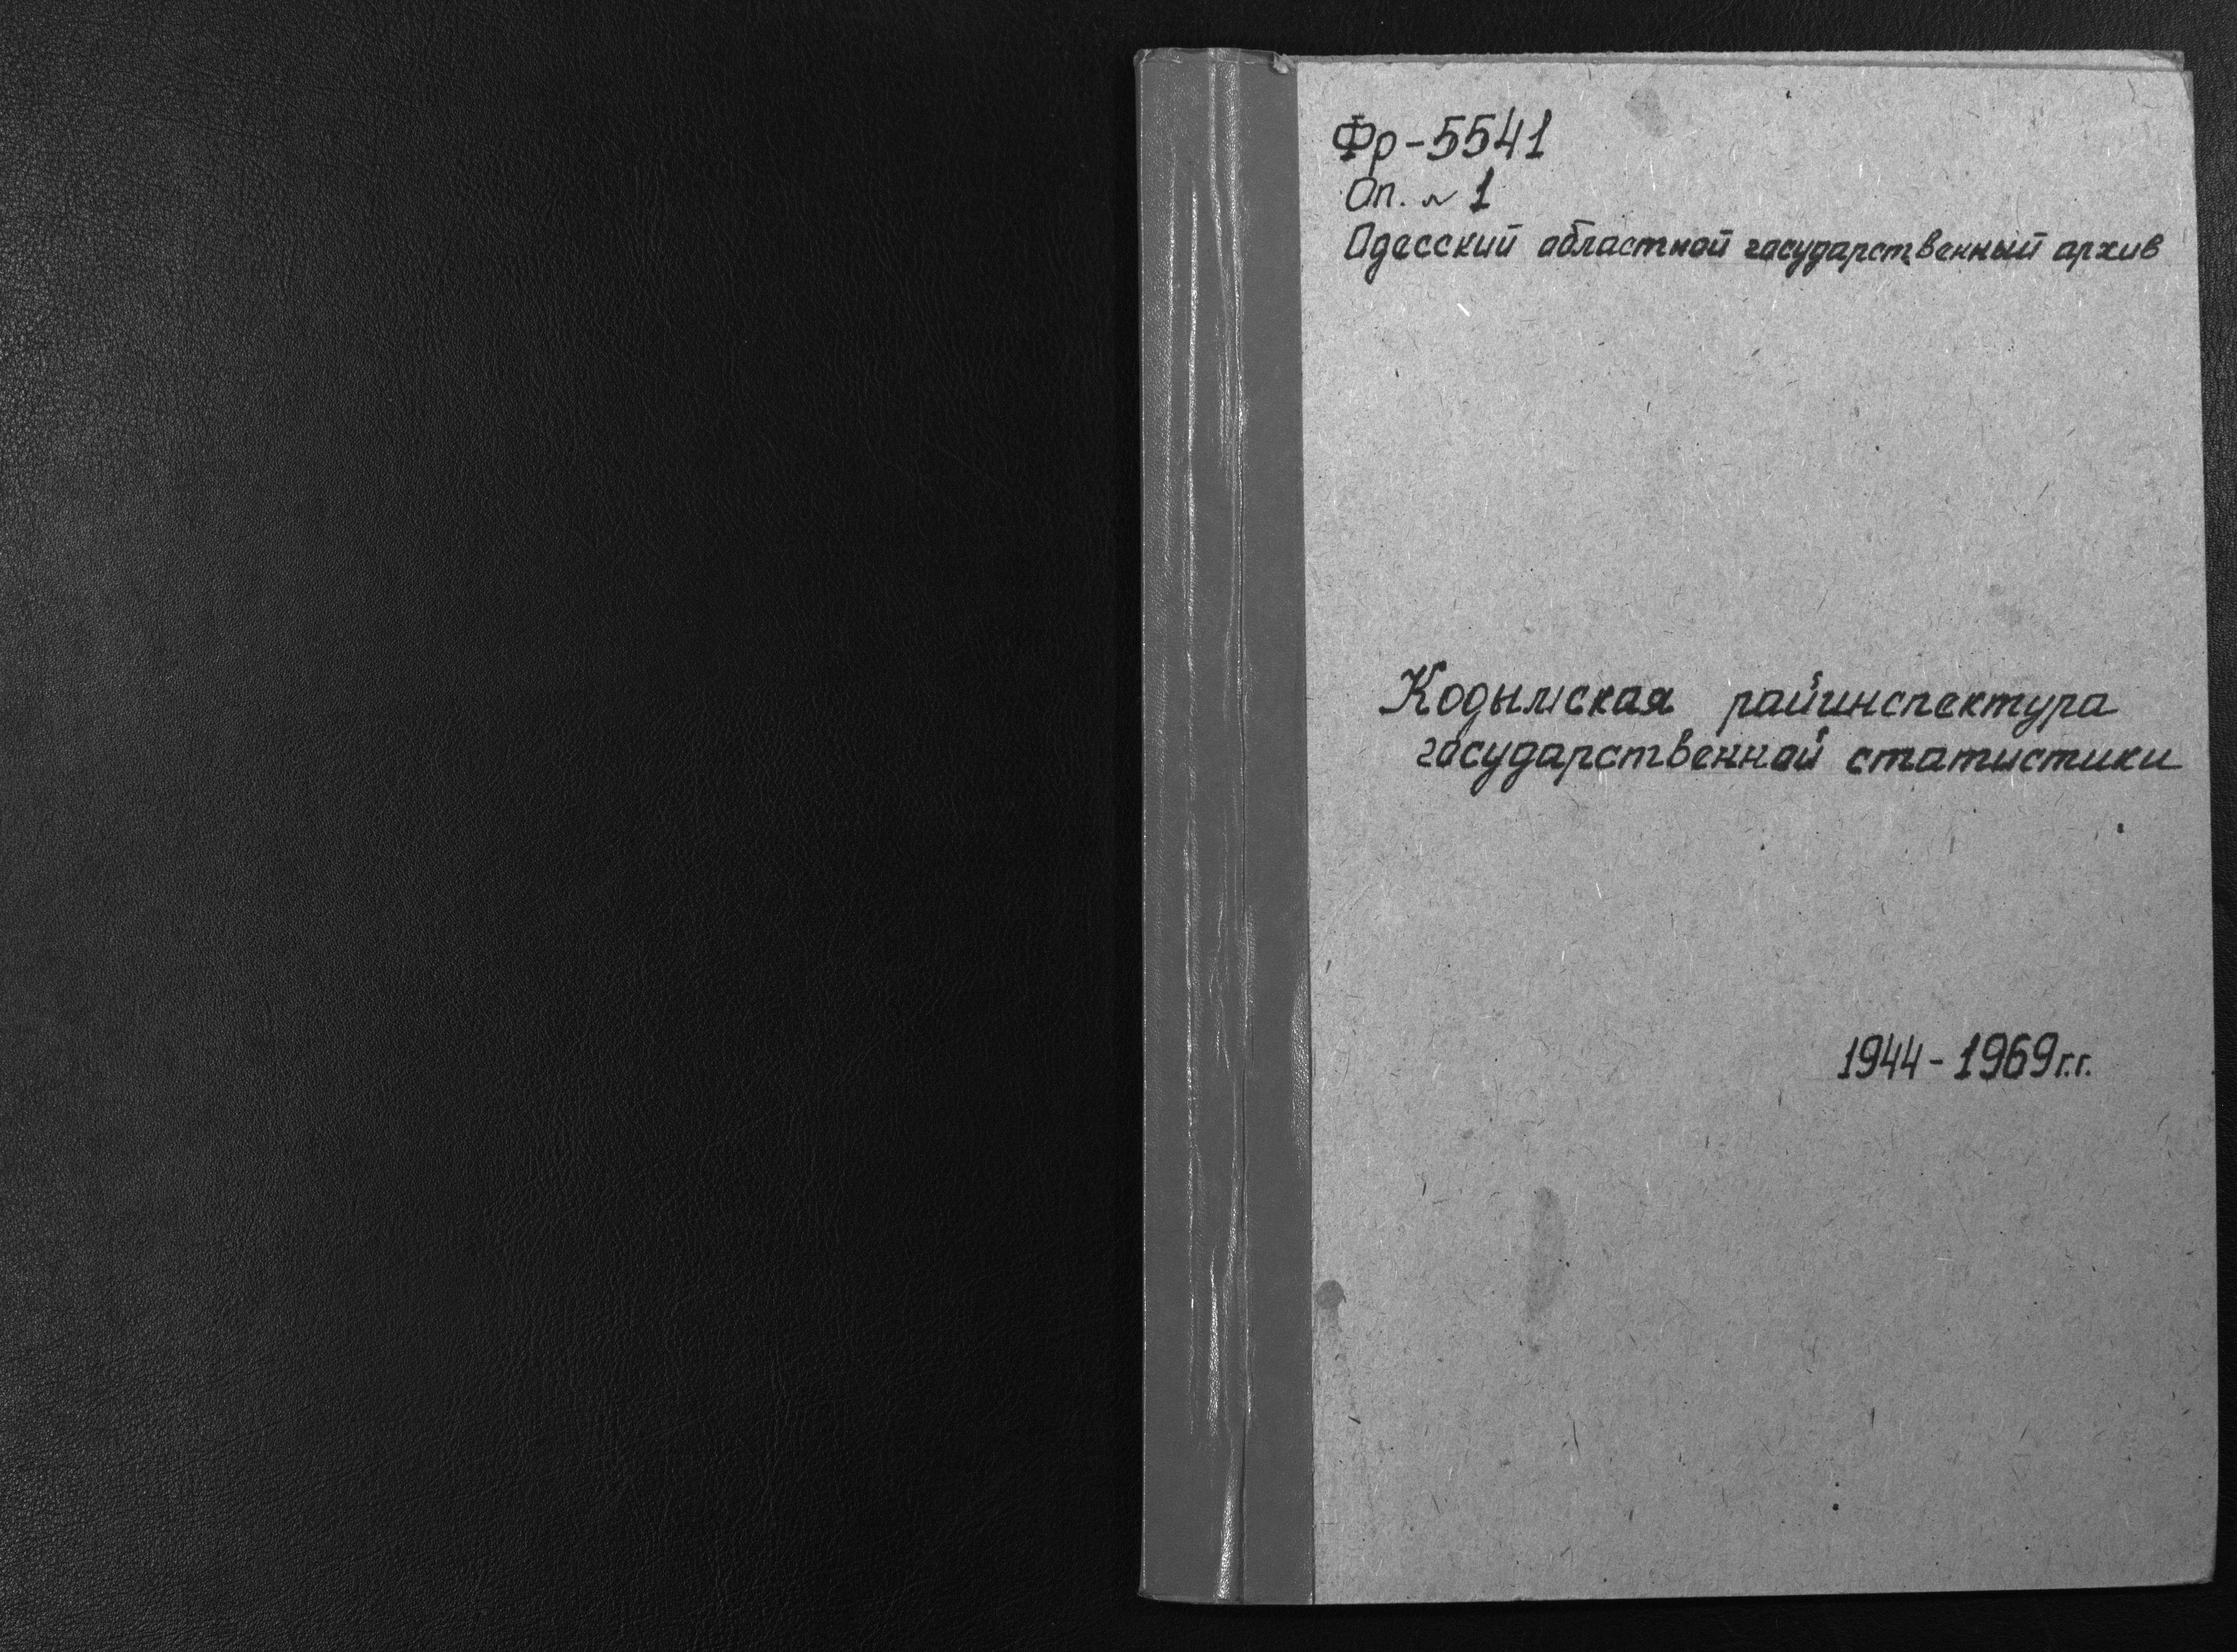 Фр-5541
Оп. № 1
Одесский областной государственный архив
Кодымская райинспектура
государственной статистики
1944-1969г.г.